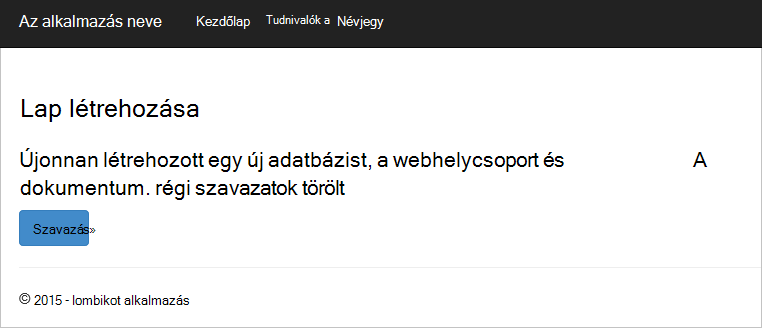 Az alkalmazás neve Kezdőlap Tudnivalók a Névjegy
Lap létrehozása
Újonnan létrehozott egy új adatbázist, a webhelycsoport és A
dokumentum. régi szavazatok törölt
Szavazás»
© 2015 - lombikot alkalmazás